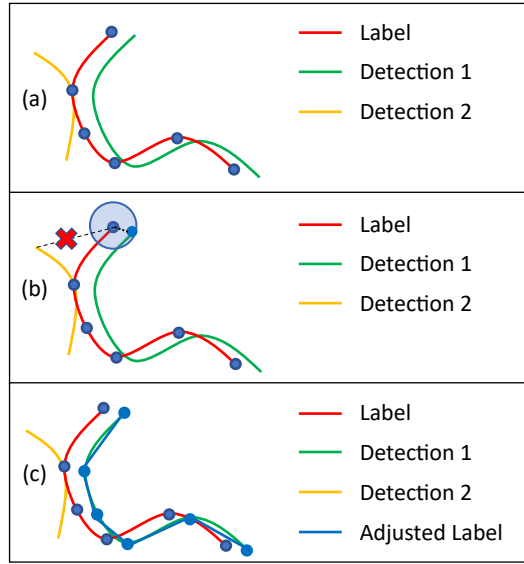 (a)
Label
Detection 1
Detection 2
(b)
Label
Detection 1
Detection 2
(c)
Label
Detection 1
Detection 2
Adjusted Label